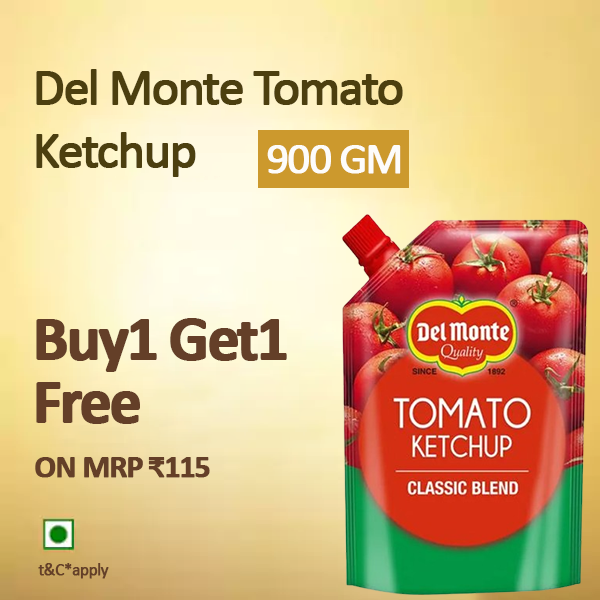 Del Monte Tomato
Ketchup
900 GM
Buy1 Get1
Free
ON MRP ₹115
t&C*apply
Del Monte
®
Quality
SINCE 1892
TOMATO
KETCHUP
CLASSIC BLEND